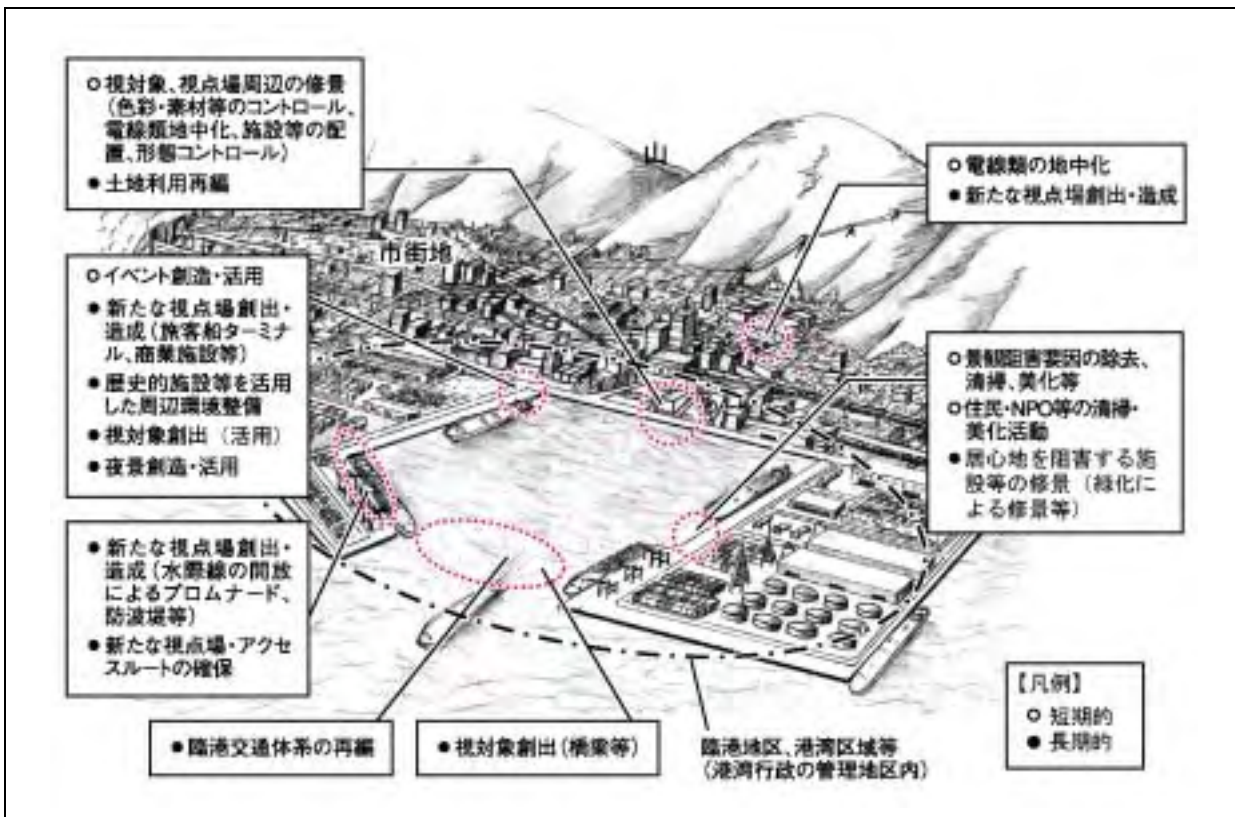 ○視対象、視点場周辺の修景
(色彩・素材等のコントロール、
電線類地中化、施設等の配
置、形態コントロール)
●土地利用再編
山
○電線類の地中化
●新たな視点場創出・造成
市街地
○イベント創造・活用
●新たな視点場創出・
造成(旅客船ターミナ
ル、商業施設等)
●歴史的施設等を活用
した周辺環境整備
●視対象創出(活用)
●夜景創造・活用
○景観阻害要因の除去、
清掃、美化等
○住民・NPO等の清掃・
美化活動
●居心地を阻害する施
設等の修景(緑化に
よる修景等)
●新たな視点場創出・
造成(水際線の開放
によるプロムナード、
防波堤等)
●新たな視点場・アクセ
スルートの確保
●臨港交通体系の再編
●視対象創出(橋梁等)
臨港地区、港湾区域等
(港湾行政の管理地区内)
【凡例】
○短期的
●長期的